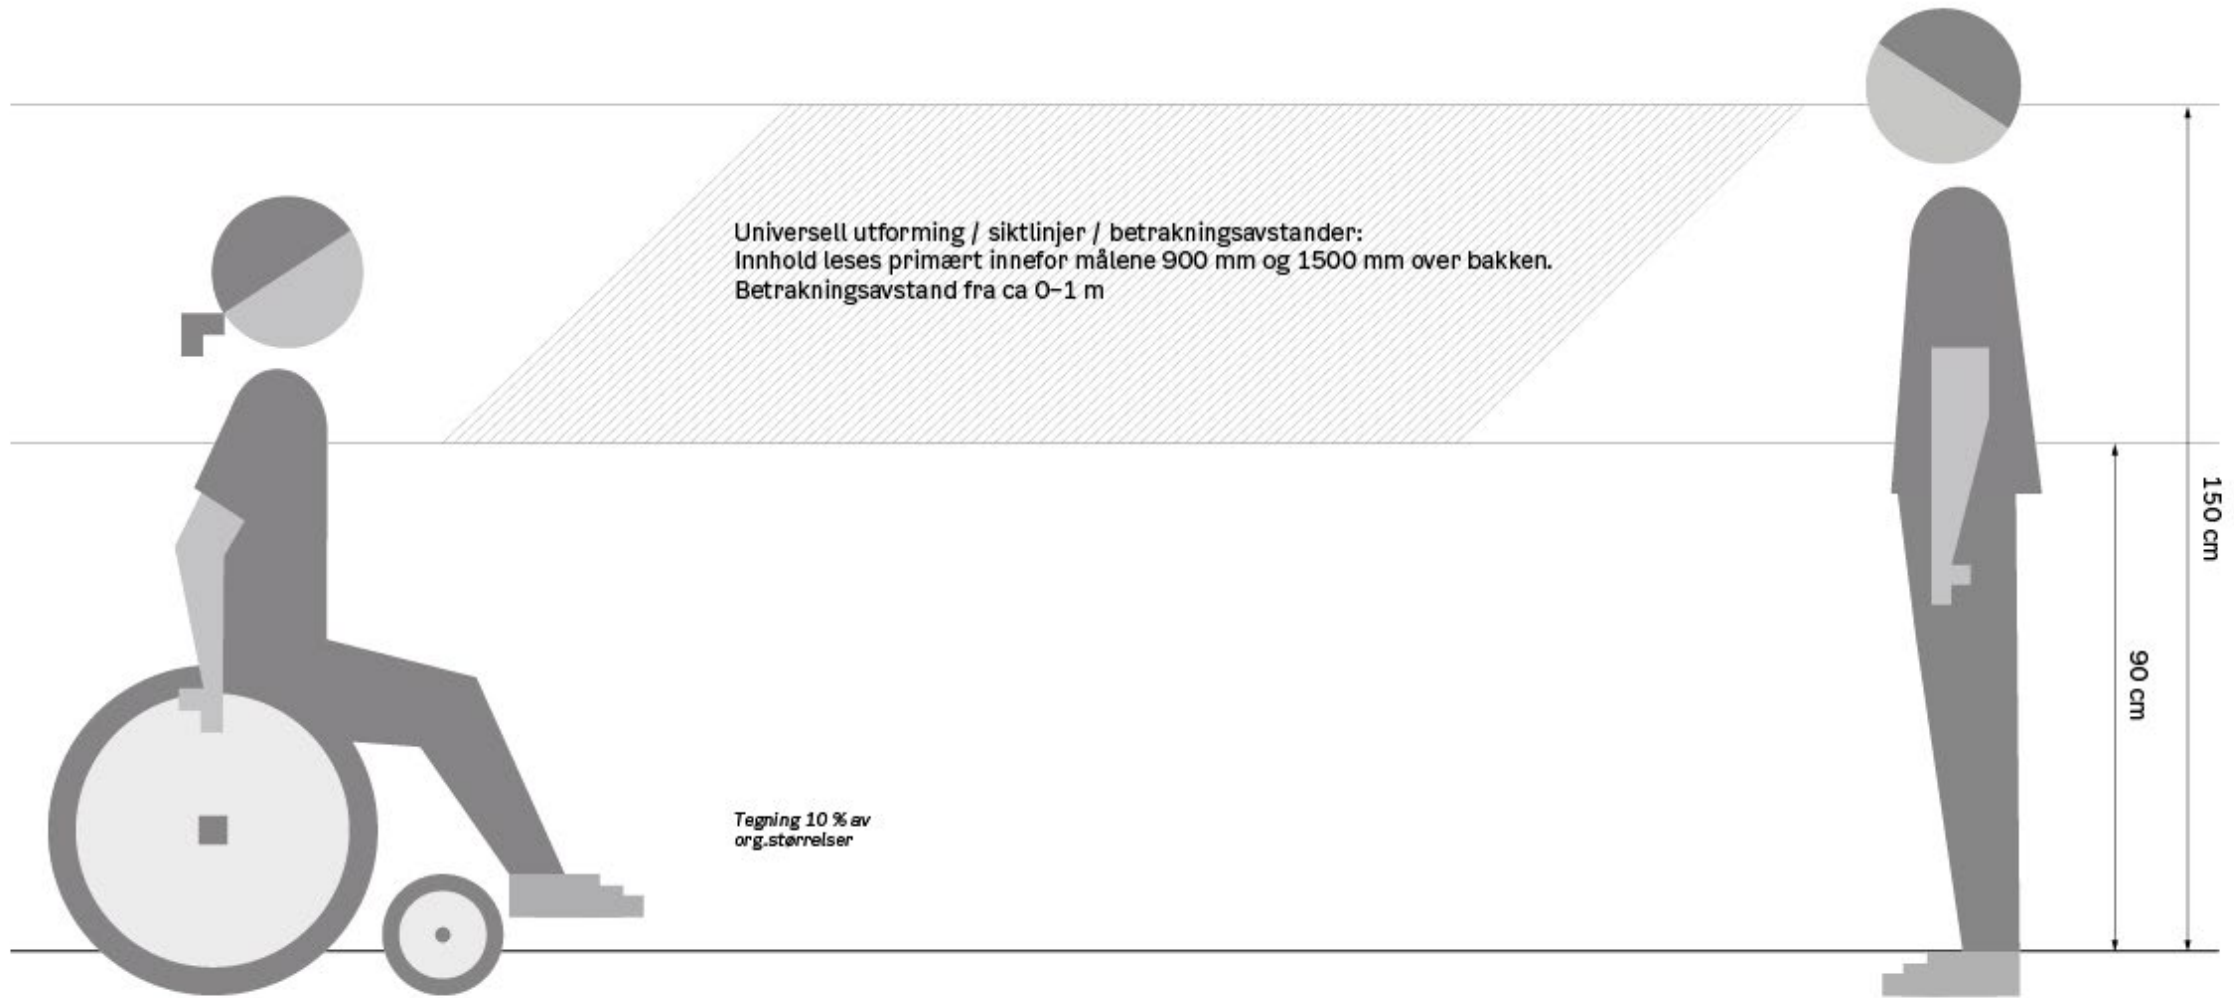 Universell utforming / siktlinjer / betrakningsavstander:
Innhold leses primært innefor målene 900 mm og 1500 mm over bakken.
Betrakningsavstand fra ca 0–1 m
150 cm
90 cm
Tegning 10 % av
org.størrelser